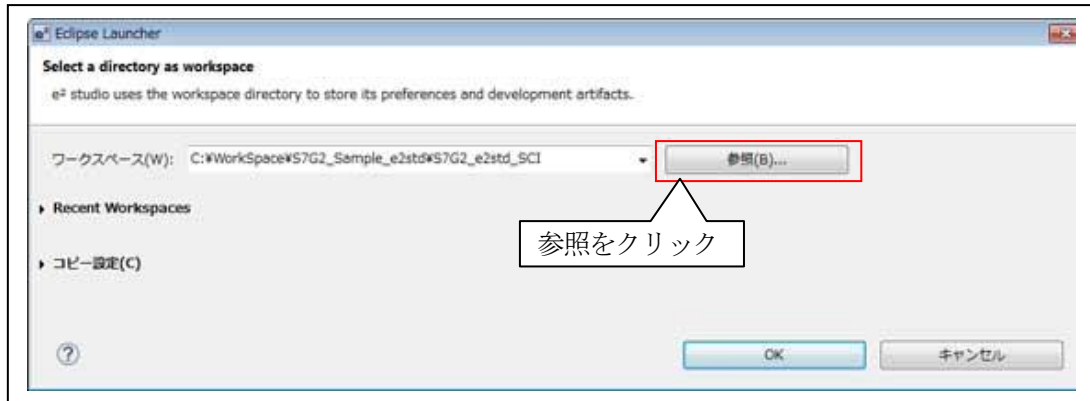 e² Eclipse Launcher
Select a directory as workspace
e² studio uses the workspace directory to store its preferences and development artifacts.
ワークスペース(W): C:¥WorkSpace¥S7G2_Sample_e2std¥S7G2_e2std_SCI 参照(B)...
Recent Workspaces
参照をクリック
コピー設定(C)
? OK キャンセル